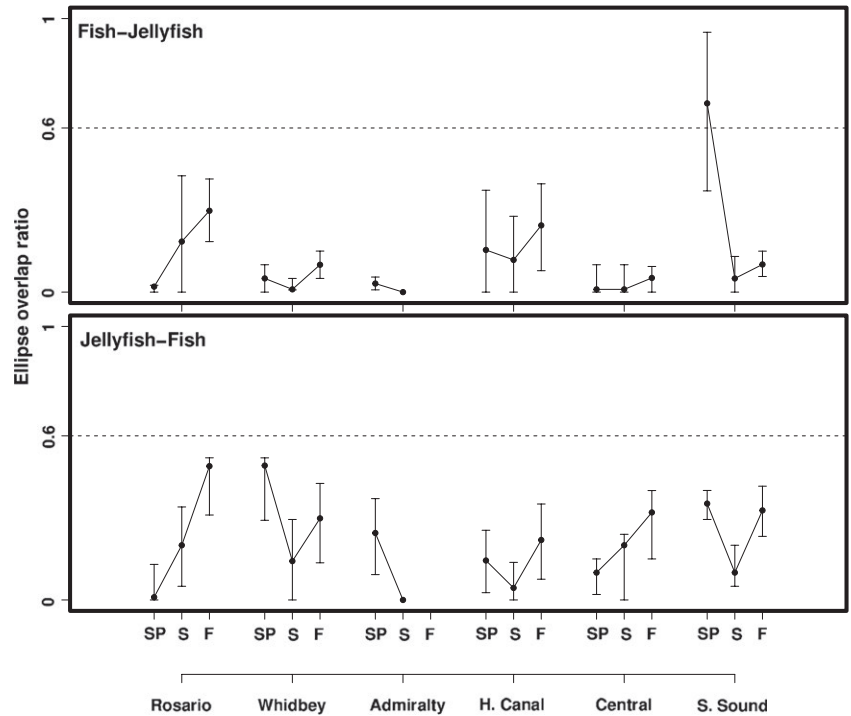 Fish–Jellyfish
1
0.6
0
Ellipse overlap ratio
Jellyfish–Fish
1
0.6
0
SP S F SP S F SP S F SP S F SP S F SP S F
Rosario Whidbey Admiralty H. Canal Central S. Sound